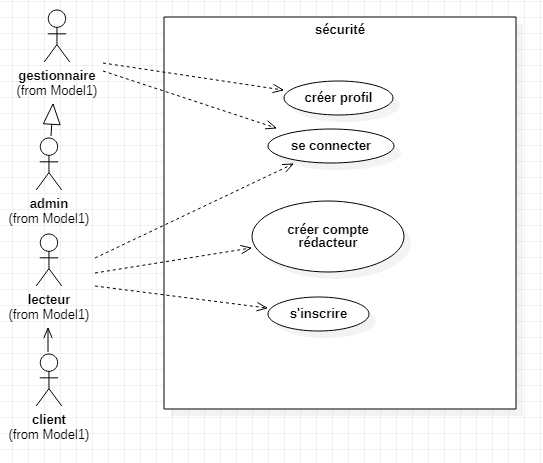 sécurité
gestionnaire
(from Model1)
créer profil
se connecter
admin
(from Model1)
créer compte
rédacteur
lecteur
(from Model1)
s'inscrire
client
(from Model1)